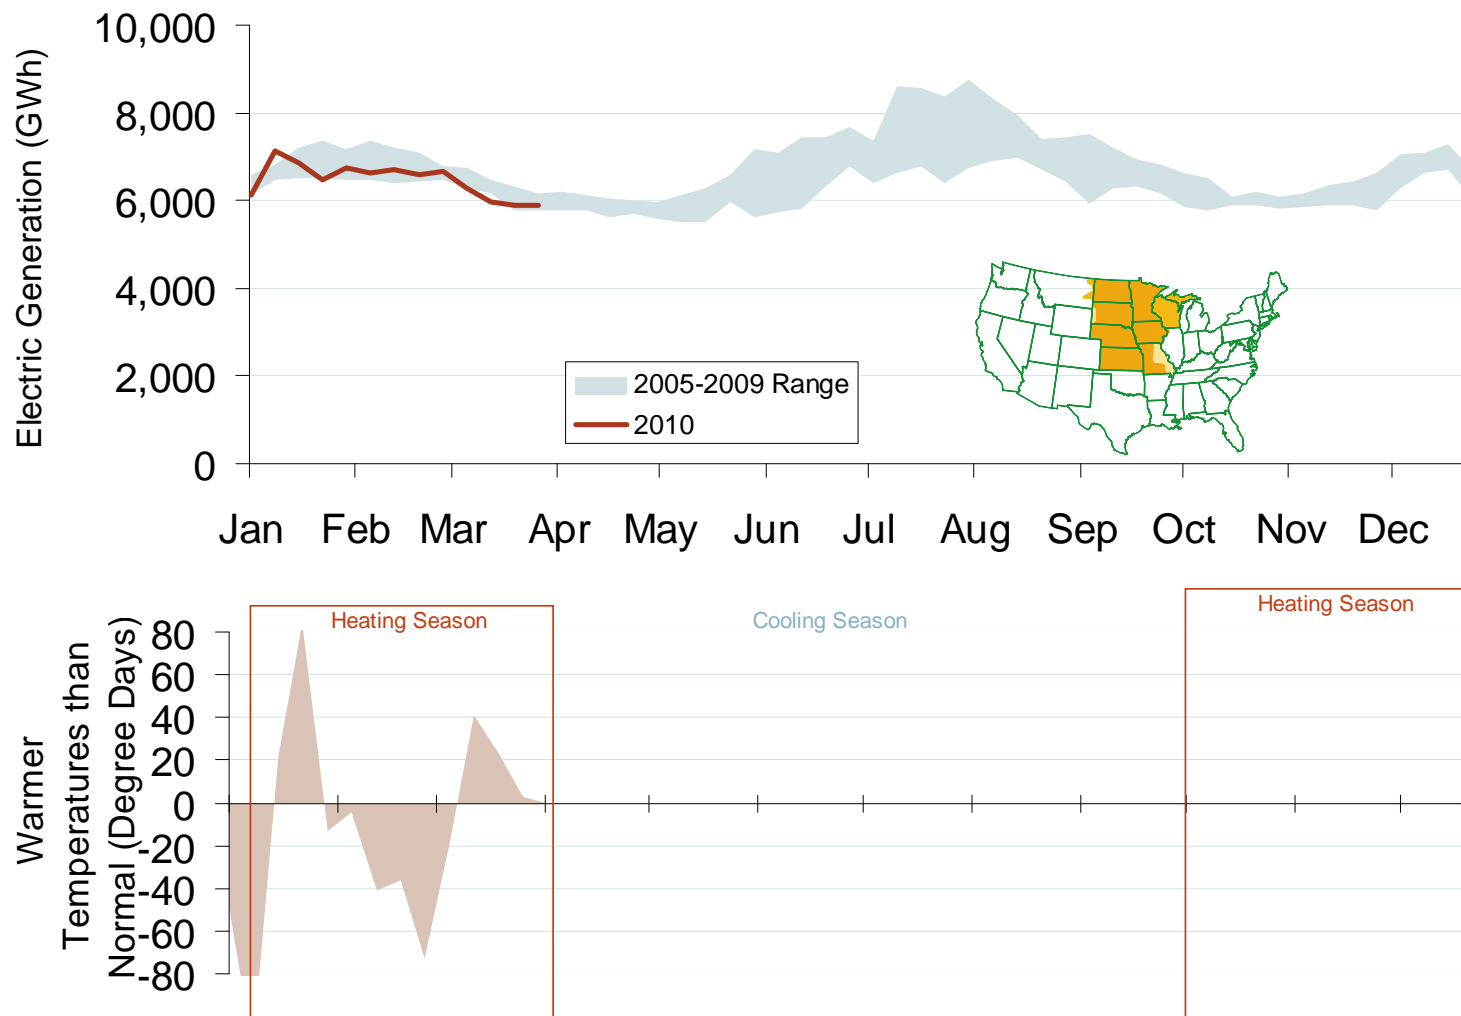 10,000
8,000
6,000
4,000
2,000
0
Electric Generation (GWh)
2005-2009 Range
2010
Jan Feb Mar Apr May Jun Jul Aug Sep Oct Nov Dec
Heating Season
Cooling Season
Heating Season
Warmer
Temperatures than
Normal (Degree Days)
80
60
40
20
0
-20
-40
-60
-80